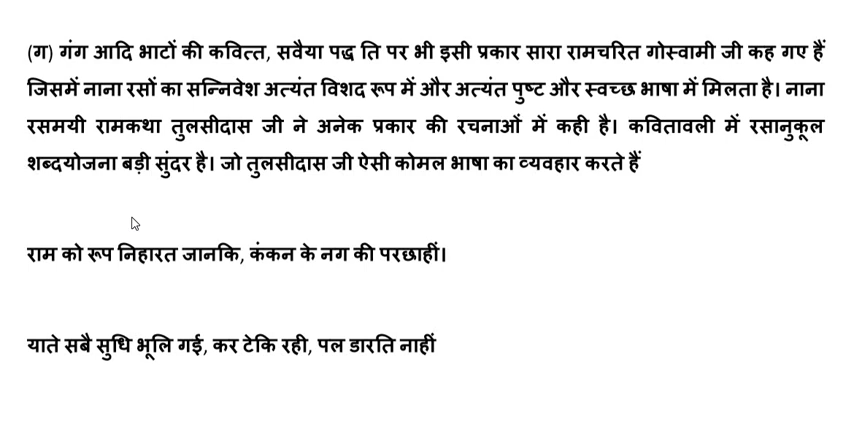 (ग) गंग आदि भाटों की कवित्त, सवैया पद्ध ति पर भी इसी प्रकार सारा रामचरित गोस्वामी जी कह गए हैं
जिसमें नाना रसों का सन्निवेश अत्यंत विशद रूप में और अत्यंत पुष्ट और स्वच्छ भाषा में मिलता है। नाना
रसमयी रामकथा तुलसीदास जी ने अनेक प्रकार की रचनाओं में कही है। कवितावली में रसानुकूल
शब्दयोजना बड़ी सुंदर है। जो तुलसीदास जी ऐसी कोमल भाषा का व्यवहार करते हैं
राम को रूप निहारत जानकि, कंकन के नग की परछाहीं।
याते सबै सुधि भूलि गई, कर टेकि रही, पल डारति नाहीं